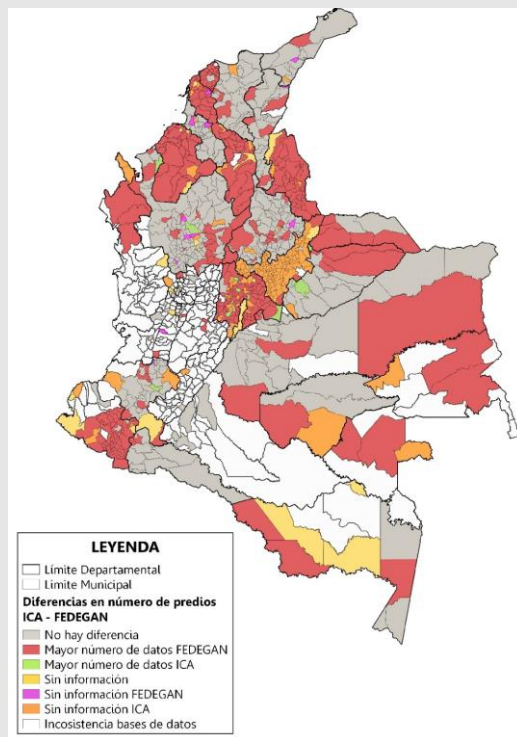 LEYENDA
Límite Departamental
Limite Municipal
Diferencias en número de predios
ICA - FEDEGAN
No hay diferencia
Mayor número de datos FEDEGAN
Mayor número de datos ICA
Sin información
Sin información FEDEGAN
Sin información ICA
Incosistencia bases de datos